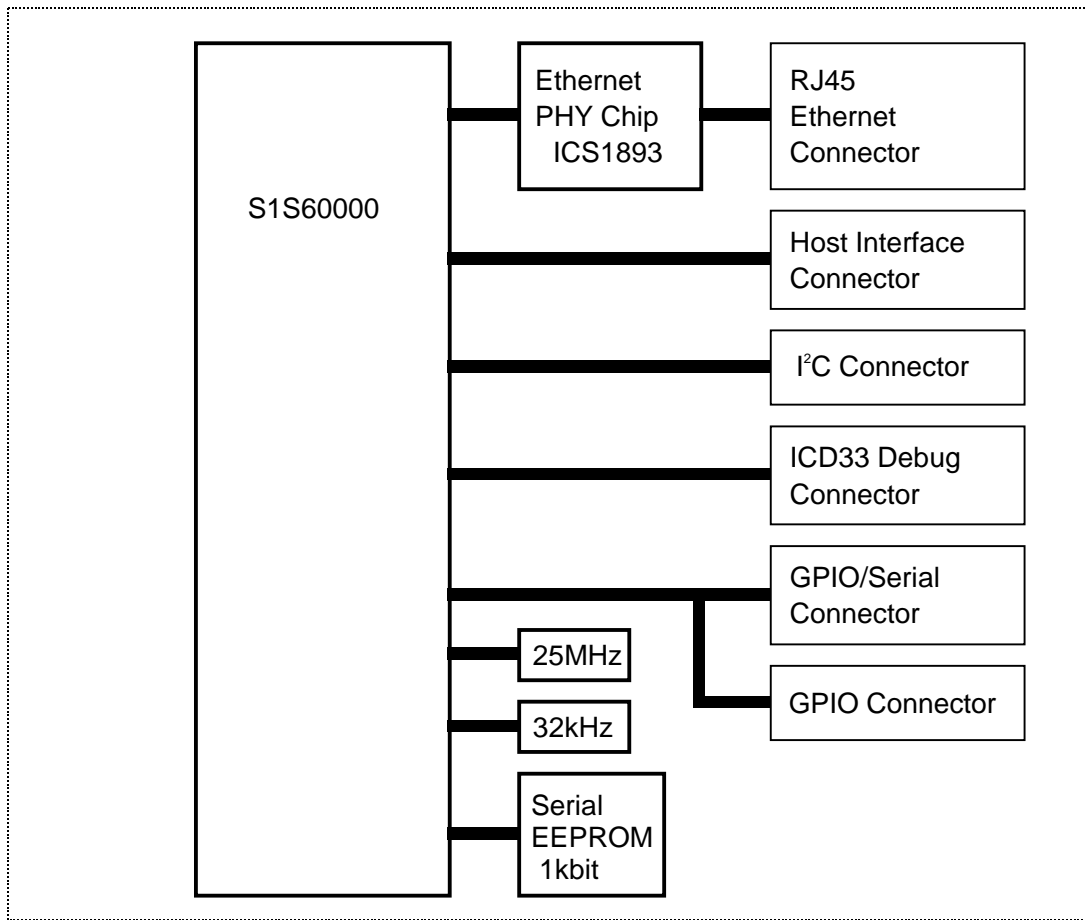 S1S60000
Ethernet
PHY Chip
ICS1893
RJ45
Ethernet
Connector
Host Interface
Connector
I²C Connector
ICD33 Debug
Connector
GPIO/Serial
Connector
25MHz
GPIO Connector
32kHz
Serial
EEPROM
1kbit